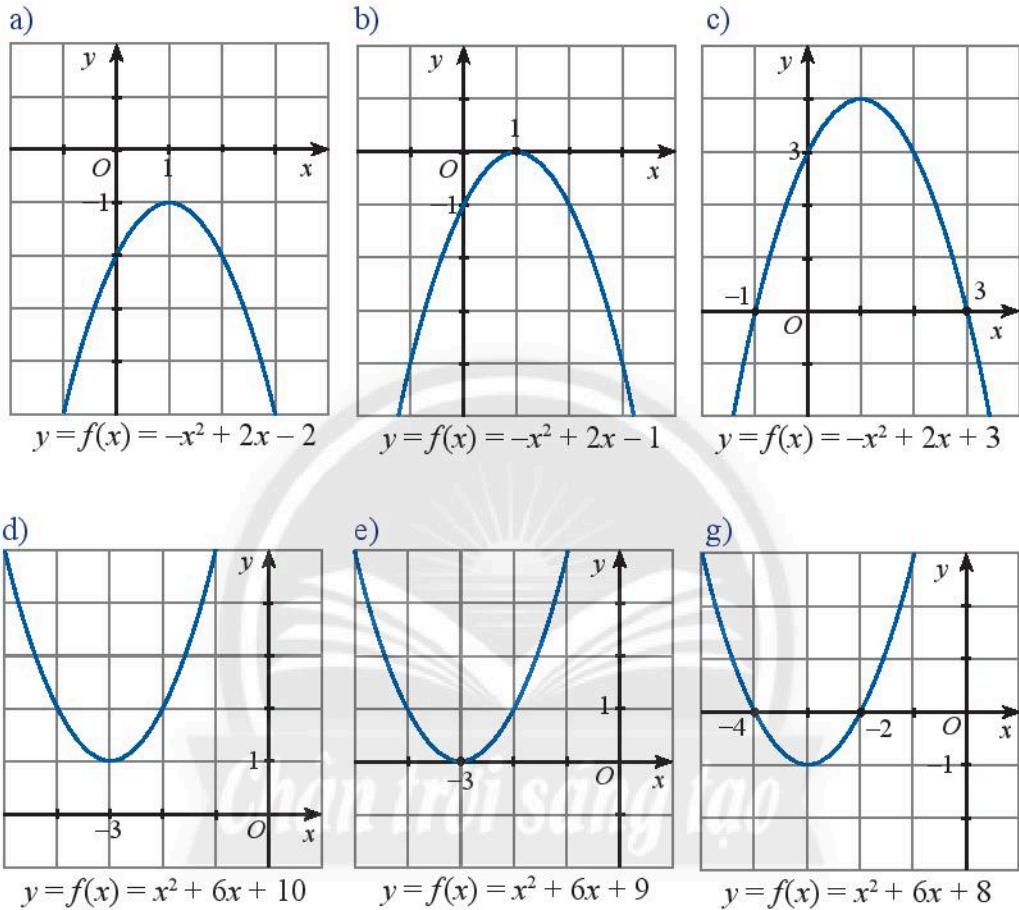 a)
y
O
1
x
–1
y = f(x) = –x² + 2x – 2
b)
y
1
O
x
–1
y = f(x) = –x² + 2x – 1
c)
y
3
–1
3
O
x
y = f(x) = –x² + 2x + 3
d)
y
1
–3
O
x
y = f(x) = x² + 6x + 10
e)
y
1
–3
O
x
y = f(x) = x² + 6x + 9
g)
y
–4
–2
O
x
–1
y = f(x) = x² + 6x + 8
Chân trời sáng tạo